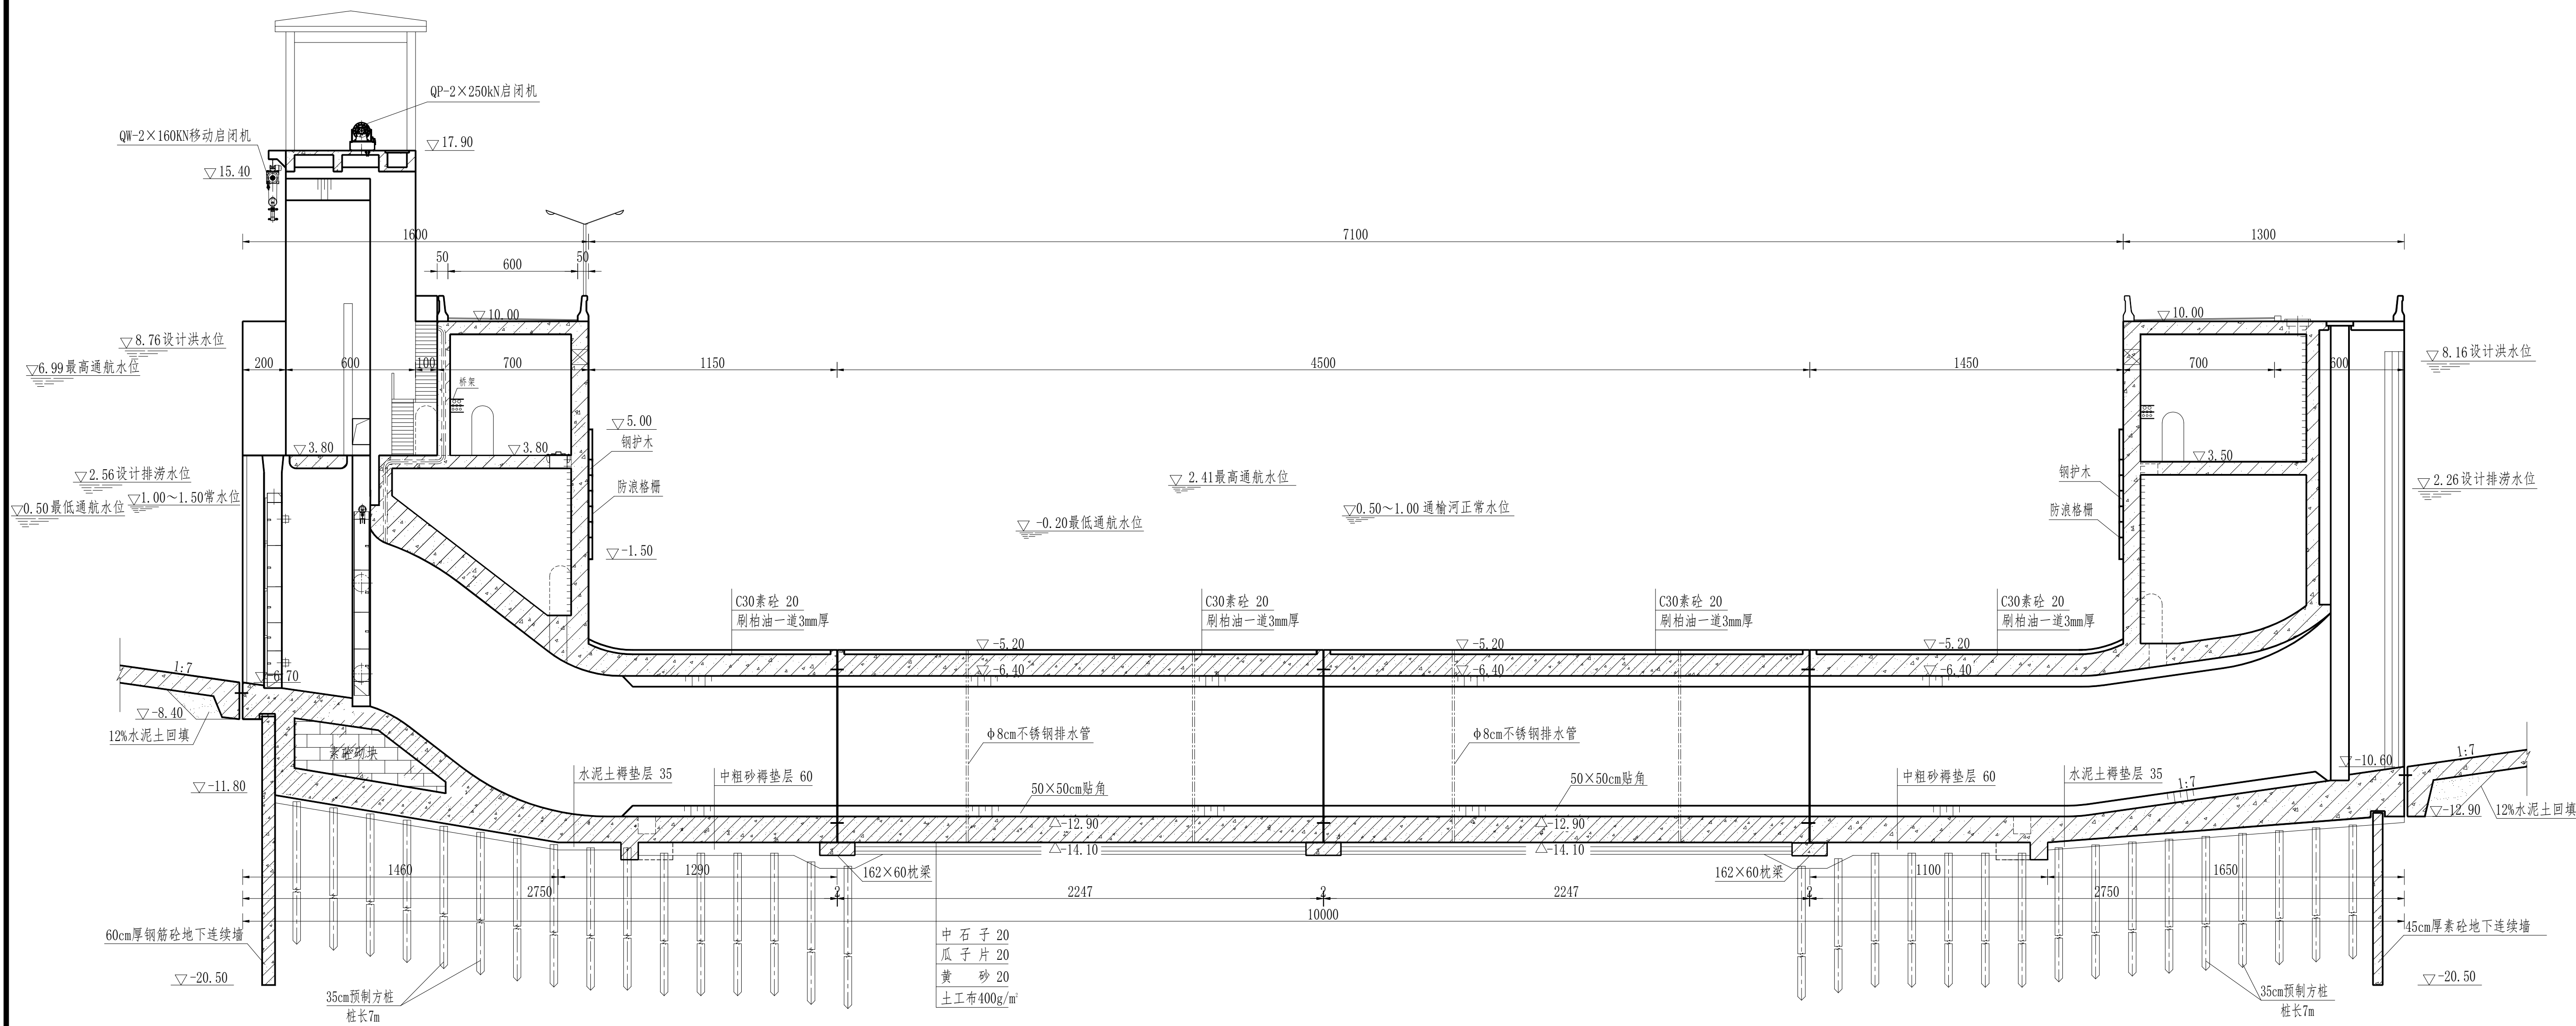 QP-2×250kN启闭机
QW-2×160KN移动启闭机
17.90
15.40
1600
7100
1300
50
600
50
10.00
10.00
8.76设计洪水位
6.99最高通航水位
8.16设计洪水位
200
600
100
700
1150
4500
1450
700
600
桥架
5.00
钢护木
3.80
3.80
3.50
钢护木
2.56设计排涝水位
1.00~1.50常水位
0.50最低通航水位
防浪格栅
2.41最高通航水位
0.50~1.00 通榆河正常水位
-0.20最低通航水位
防浪格栅
2.26设计排涝水位
-1.50
C30素砼 20
刷柏油一道3mm厚
C30素砼 20
刷柏油一道3mm厚
C30素砼 20
刷柏油一道3mm厚
C30素砼 20
刷柏油一道3mm厚
-5.20
-5.20
-5.20
-6.40
-6.40
-6.40
1:7
-6.70
-8.40
12%水泥土回填
素砼砌块
φ8cm不锈钢排水管
φ8cm不锈钢排水管
1:7
-10.60
-11.80
水泥土褥垫层 35
中粗砂褥垫层 60
50×50cm贴角
50×50cm贴角
中粗砂褥垫层 60
水泥土褥垫层 35
1:7
-12.90
12%水泥土回填
-12.90
-12.90
-14.10
-14.10
162×60枕梁
162×60枕梁
1460
1290
1100
1650
2750
2
2247
2
2247
2
2750
10000
60cm厚钢筋砼地下连续墙
45cm厚素砼地下连续墙
中 石 子 20
瓜 子 片 20
黄 砂 20
土工布400g/m²
-20.50
-20.50
35cm预制方桩
桩长7m
35cm预制方桩
桩长7m